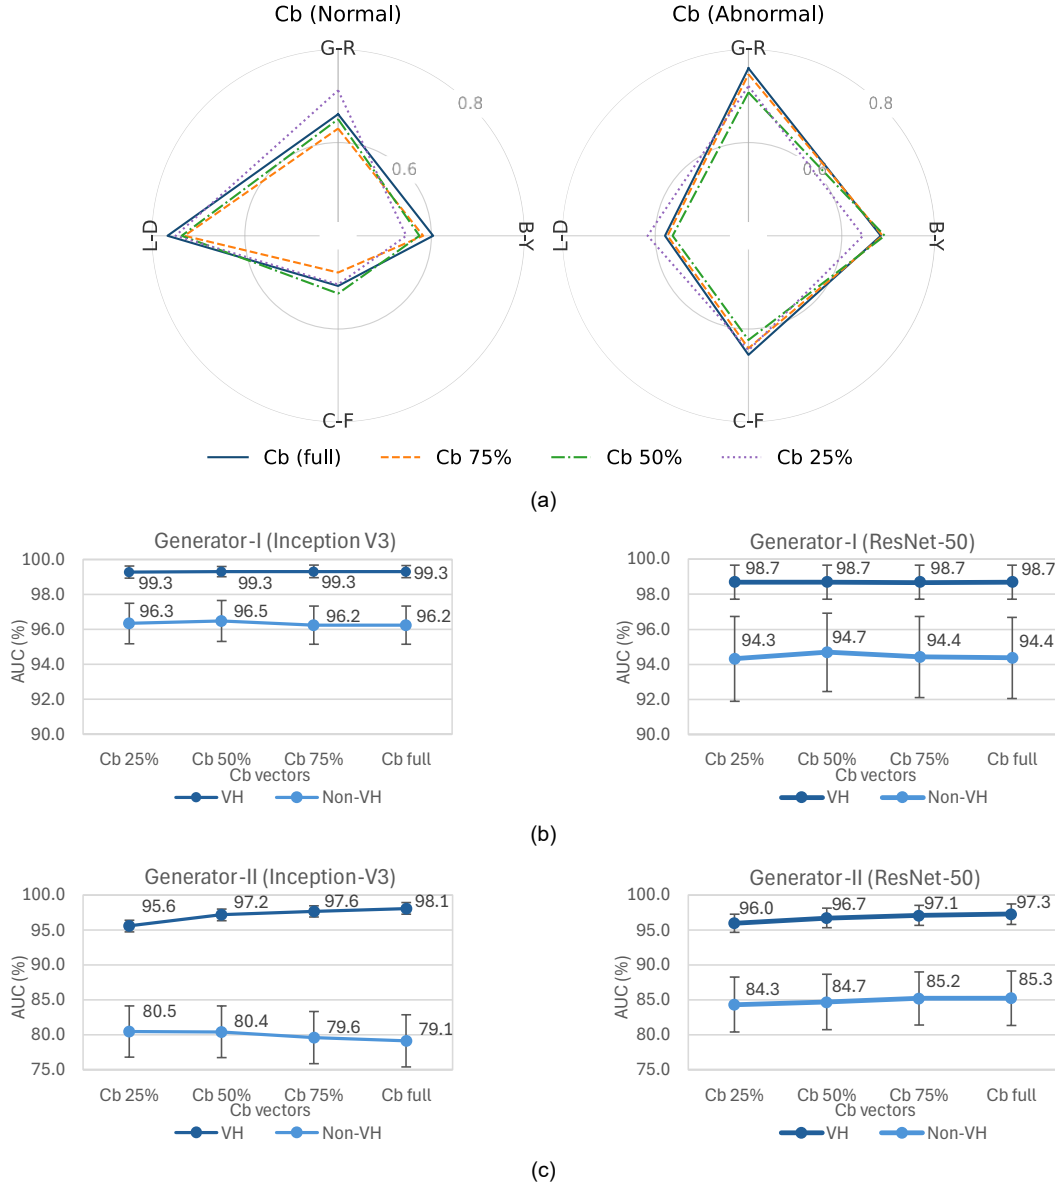 Cb (Normal)
Cb (Abnormal)
G-R
G-R
0.8
0.8
0.6
0.6
L-D
B-Y
L-D
B-Y
C-F
C-F
Cb (full)
Cb 75%
Cb 50%
Cb 25%
(a)
Generator-I (Inception V3)
100.0
98.0
96.0
94.0
92.0
90.0
AUC (%)
99.3
99.3
99.3
99.3
96.3
96.5
96.2
96.2
Cb 25%
Cb 50%
Cb 75%
Cb full
Cb vectors
VH
Non-VH
Generator-I (ResNet-50)
100.0
98.0
96.0
94.0
92.0
90.0
AUC (%)
98.7
98.7
98.7
98.7
94.3
94.7
94.4
94.4
Cb 25%
Cb 50%
Cb 75%
Cb full
Cb vectors
VH
Non-VH
(b)
Generator-II (Inception-V3)
100.0
95.0
90.0
85.0
80.0
75.0
AUC (%)
95.6
97.2
97.6
98.1
80.5
80.4
79.6
79.1
Cb 25%
Cb 50%
Cb 75%
Cb full
Cb vectors
VH
Non-VH
Generator-II (ResNet-50)
100.0
95.0
90.0
85.0
80.0
75.0
AUC (%)
96.0
96.7
97.1
97.3
84.3
84.7
85.2
85.3
Cb 25%
Cb 50%
Cb 75%
Cb full
Cb vectors
VH
Non-VH
(c)